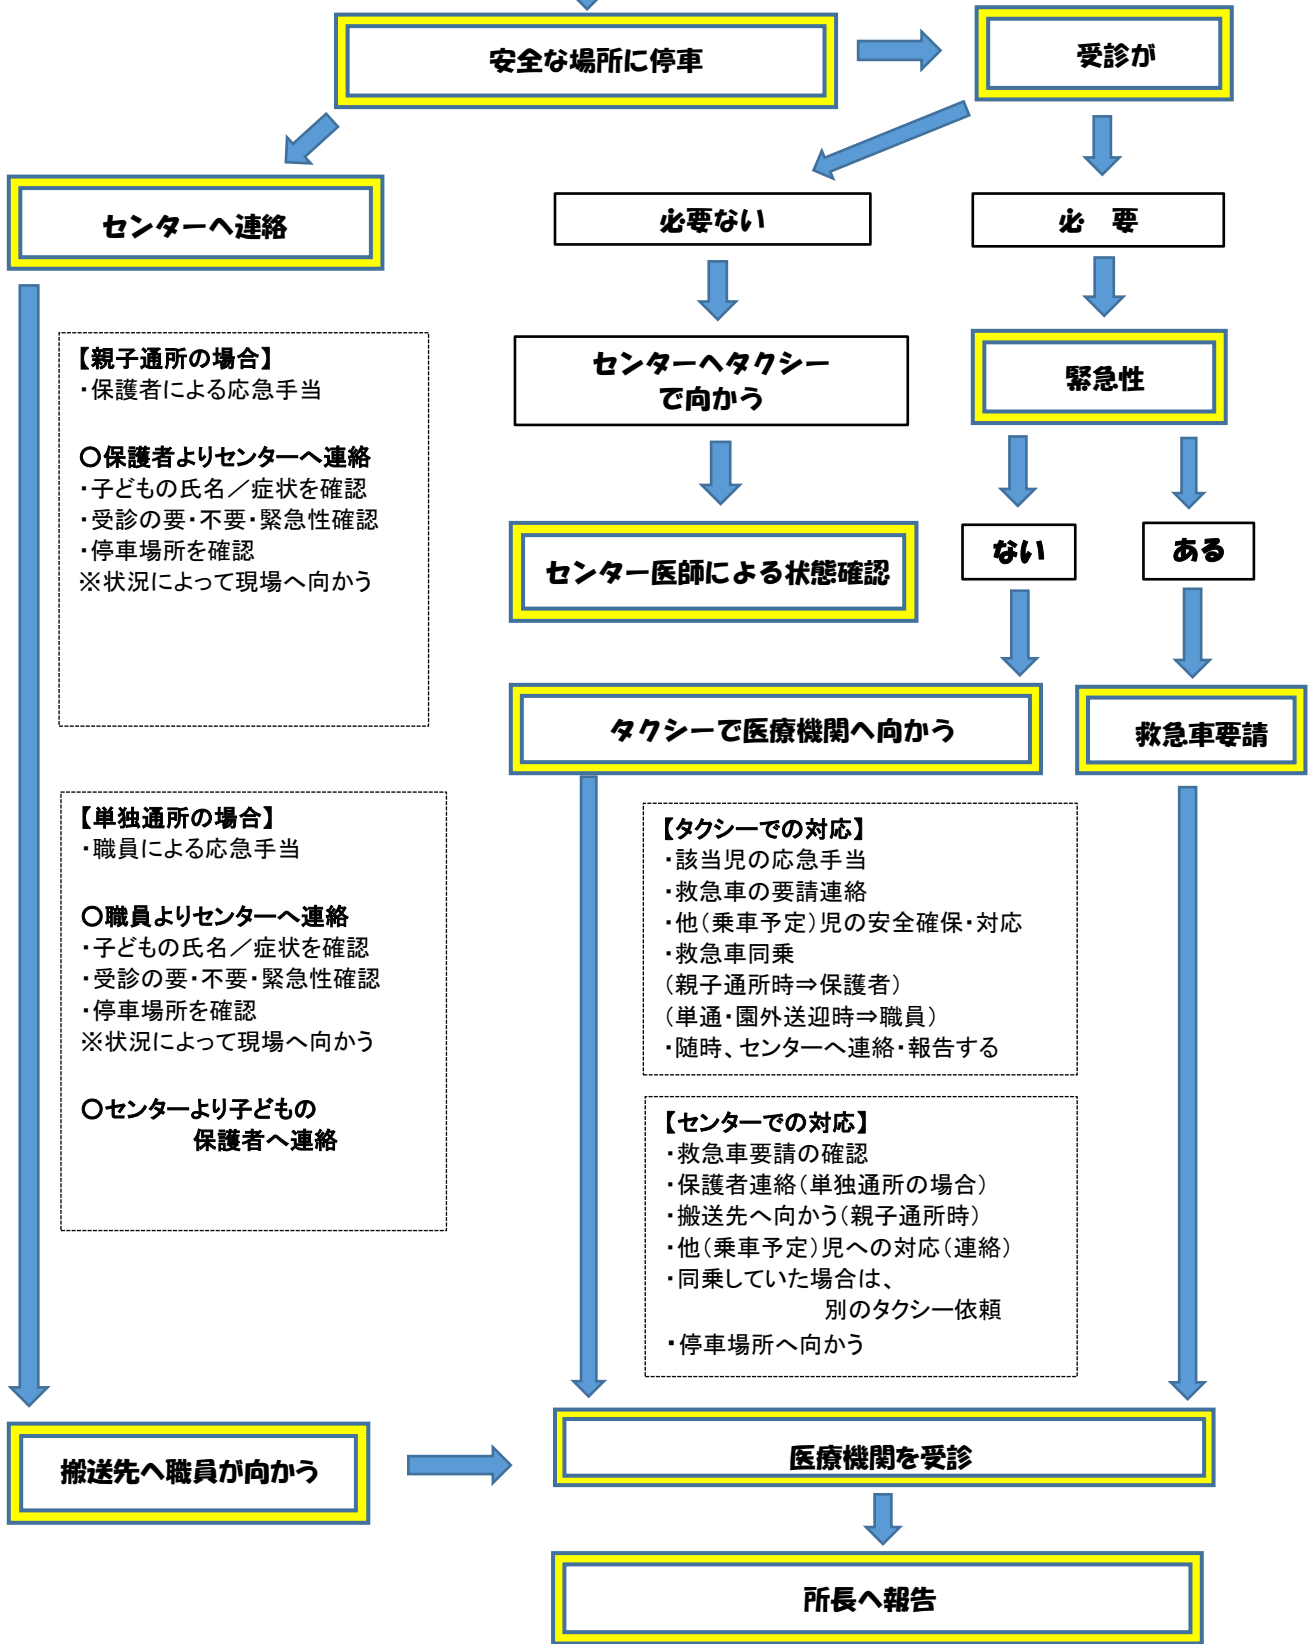 安全な場所に停車
受診が
センターへ連絡
必要ない
必　要
【親子通所の場合】
・保護者による応急手当
〇保護者よりセンターへ連絡
・子どもの氏名／症状を確認
・受診の要・不要・緊急性確認
・停車場所を確認
※状況によって現場へ向かう
センターへタクシー
で向かう
緊急性
ない
ある
センター医師による状態確認
タクシーで医療機関へ向かう
救急車要請
【単独通所の場合】
・職員による応急手当
〇職員よりセンターへ連絡
・子どもの氏名／症状を確認
・受診の要・不要・緊急性確認
・停車場所を確認
※状況によって現場へ向かう
〇センターより子どもの
保護者へ連絡
【タクシーでの対応】
・該当児の応急手当
・救急車の要請連絡
・他(乗車予定)児の安全確保・対応
・救急車同乗
(親子通所時⇒保護者)
(単通・園外送迎時⇒職員)
・随時、センターへ連絡・報告する
【センターでの対応】
・救急車要請の確認
・保護者連絡(単独通所の場合)
・搬送先へ向かう(親子通所時)
・他(乗車予定)児への対応(連絡)
・同乗していた場合は、
別のタクシー依頼
・停車場所へ向かう
搬送先へ職員が向かう
医療機関を受診
所長へ報告